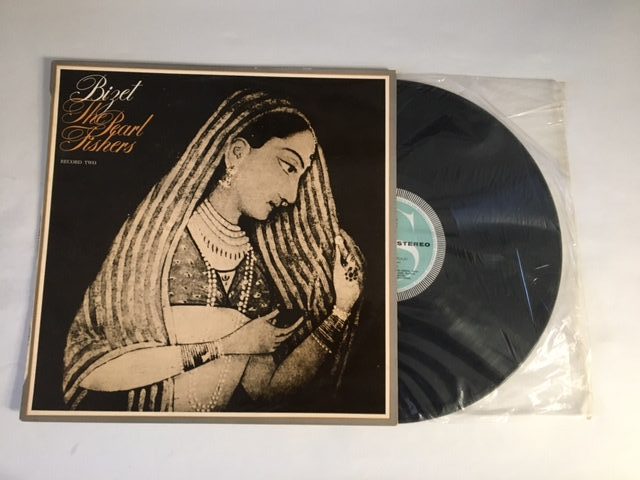 Bizet
The Pearl
Fishers
RECORD TWO
STEREO